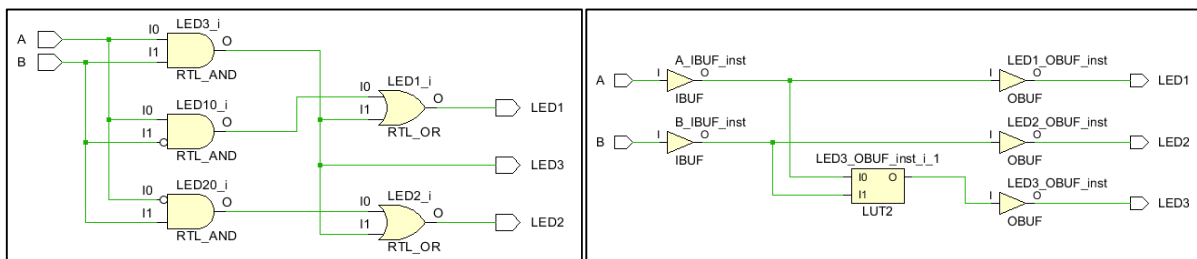 LED3_i
A
I0
O
B
I1
RTL_AND
LED10_i
I0
O
I1
RTL_AND
LED20_i
I0
O
I1
RTL_AND
LED1_i
I0
O
I1
RTL_OR
LED1
LED3
LED2_i
I0
O
I1
RTL_OR
LED2
A_IBUF_inst
A
I
O
IBUF
B_IBUF_inst
B
I
O
IBUF
LED3_OBUF_inst_i_1
I0
O
I1
LUT2
LED1_OBUF_inst
I
O
LED1
OBUF
LED2_OBUF_inst
I
O
LED2
OBUF
LED3_OBUF_inst
I
O
LED3
OBUF